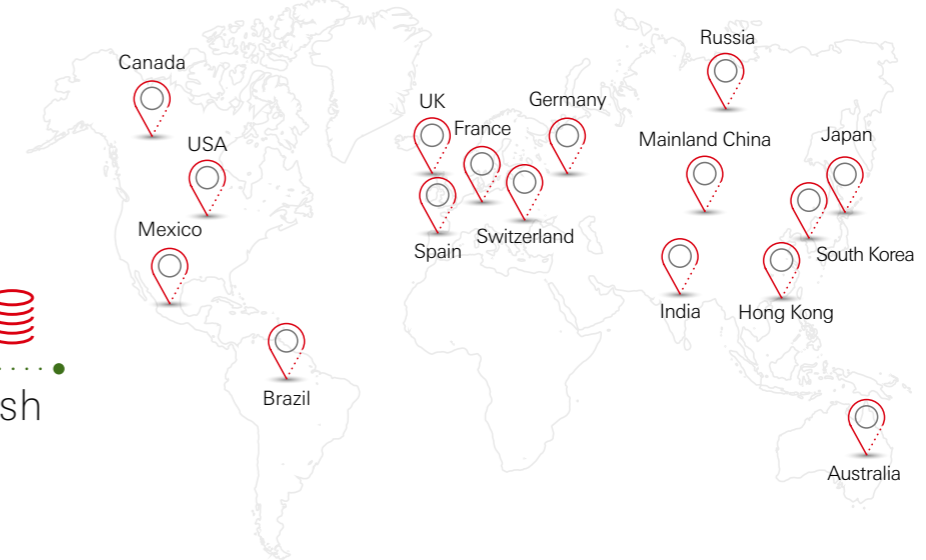 Russia
Canada
UK
Germany
France
USA
Mainland China
Japan
Mexico
Switzerland
Spain
South Korea
India
Hong Kong
Brazil
sh
Australia